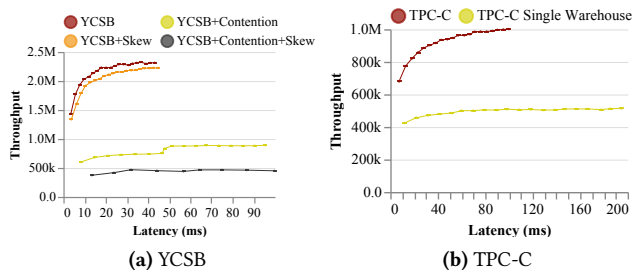 YCSB YCSB+Contention
YCSB+Skew YCSB+Contention+Skew
Throughput
2.5M
2.0M
1.5M
1.0M
500k
0.0
0 10 20 30 40 50 60 70 80 90
Latency (ms)
(a) YCSB
TPC-C TPC-C Single Warehouse
Throughput
1.0M
800k
600k
400k
200k
0.0
0 40 80 120 160 200
Latency (ms)
(b) TPC-C